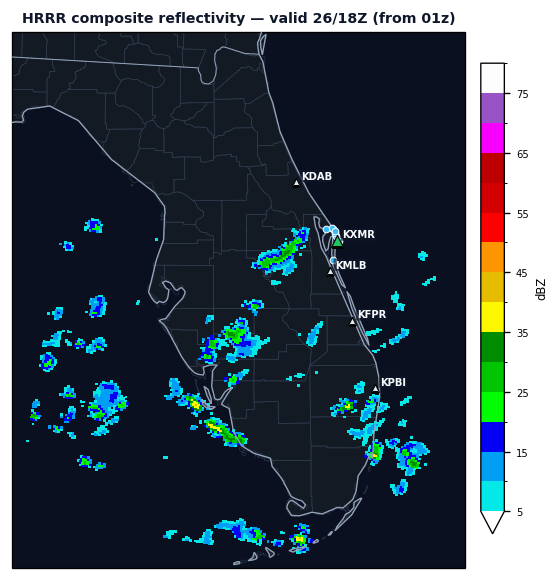 HRRR composite reflectivity — valid 26/18Z (from 01z)
KDAB
KXMR
KMLB
KFPR
KPBI
75
65
55
45
35
25
15
5
dBZ